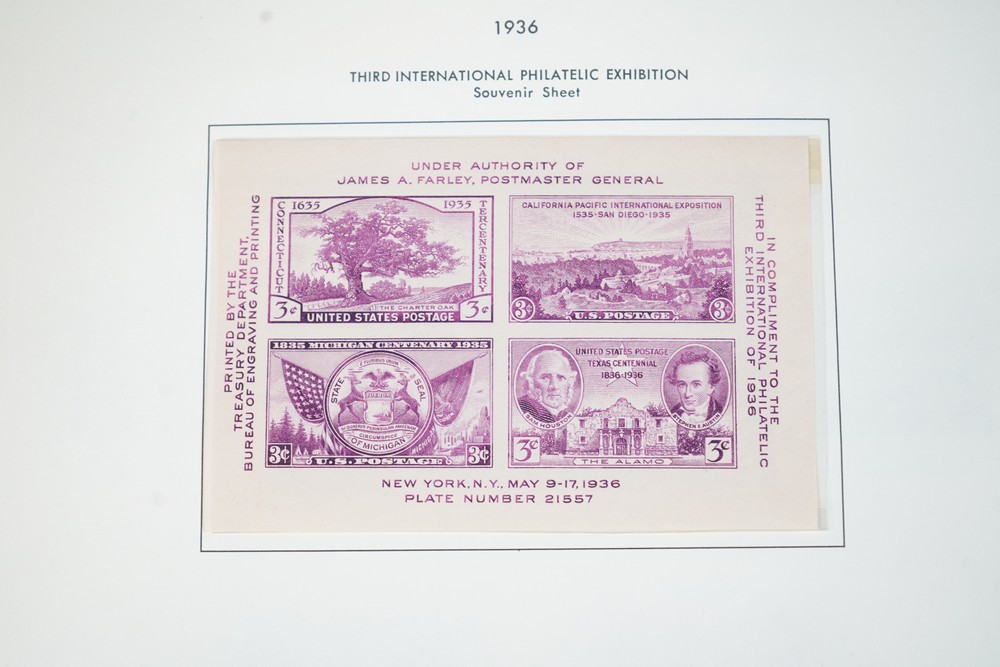 1936
THIRD INTERNATIONAL PHILATELIC EXHIBITION
Souvenir Sheet
UNDER AUTHORITY OF
JAMES A. FARLEY, POSTMASTER GENERAL
PRINTED BY THE
TREASURY DEPARTMENT,
BUREAU OF ENGRAVING AND PRINTING
CONNECTICUT
1635 1935
TERCENTENARY
THE CHARTER OAK
3¢ 3¢
UNITED STATES POSTAGE
CALIFORNIA PACIFIC INTERNATIONAL EXPOSITION
1535-SAN DIEGO-1935
3¢ 3¢
U.S. POSTAGE
1835 MICHIGAN CENTENARY 1935
STATE SEAL
E PLURIBUS UNUM
TUEBOR
CIRCUMSPICE
OF MICHIGAN
3¢ 3¢
U.S. POSTAGE
UNITED STATES POSTAGE
TEXAS CENTENNIAL
1836-1936
SAM HOUSTON
STEPHEN F. AUSTIN
3¢ 3¢
THE ALAMO
IN COMPLIMENT TO THE
THIRD INTERNATIONAL PHILATELIC
EXHIBITION OF 1936
NEW YORK, N.Y., MAY 9-17, 1936
PLATE NUMBER 21557